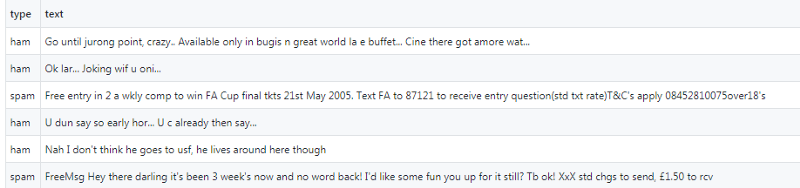 type text
ham Go until jurong point, crazy.. Available only in bugis n great world la e buffet... Cine there got amore wat...
ham Ok lar... Joking wif u oni...
spam Free entry in 2 a wkly comp to win FA Cup final tkts 21st May 2005. Text FA to 87121 to receive entry question(std txt rate)T&C's apply 08452810075over18's
ham U dun say so early hor... U c already then say...
ham Nah I don't think he goes to usf, he lives around here though
spam FreeMsg Hey there darling it's been 3 week's now and no word back! I'd like some fun you up for it still? Tb ok! XxX std chgs to send, £1.50 to rcv